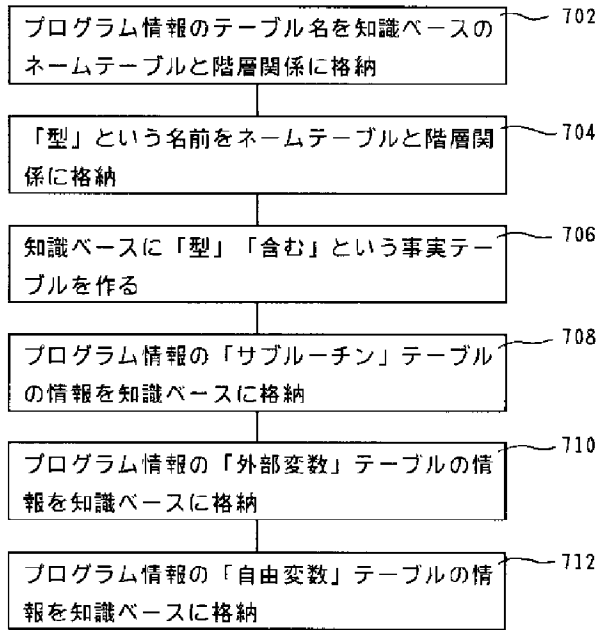 プログラム情報のテーブル名を知識ベースの
ネームテーブルと階層関係に格納
702
「型」という名前をネームテーブルと階層関
係に格納
704
知識ベースに「型」「含む」という事実テー
ブルを作る
706
プログラム情報の「サブルーチン」テーブル
の情報を知識ベースに格納
708
プログラム情報の「外部変数」テーブルの情
報を知識ベースに格納
710
プログラム情報の「自由変数」テーブルの情
報を知識ベースに格納
712